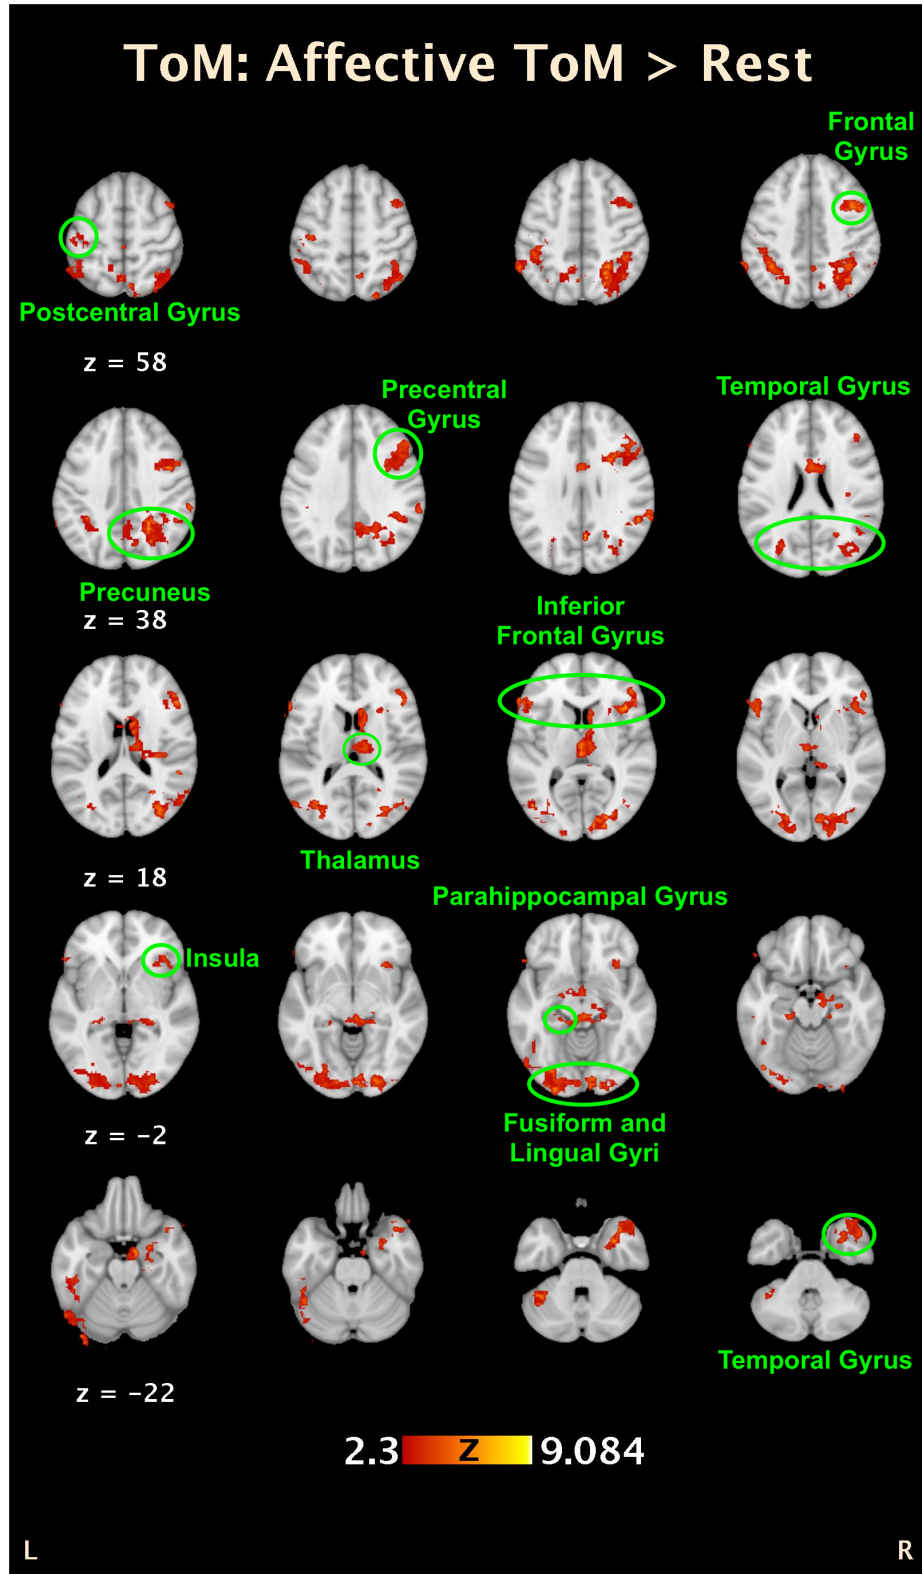 ToM: Affective ToM > Rest
Frontal
Gyrus
Postcentral Gyrus
z = 58
Precentral
Gyrus
Temporal Gyrus
Precuneus
z = 38
Inferior
Frontal Gyrus
Thalamus
z = 18
Parahippocampal Gyrus
Insula
Fusiform and
Lingual Gyri
z = -2
Temporal Gyrus
z = -22
2.3 Z 9.084
L R